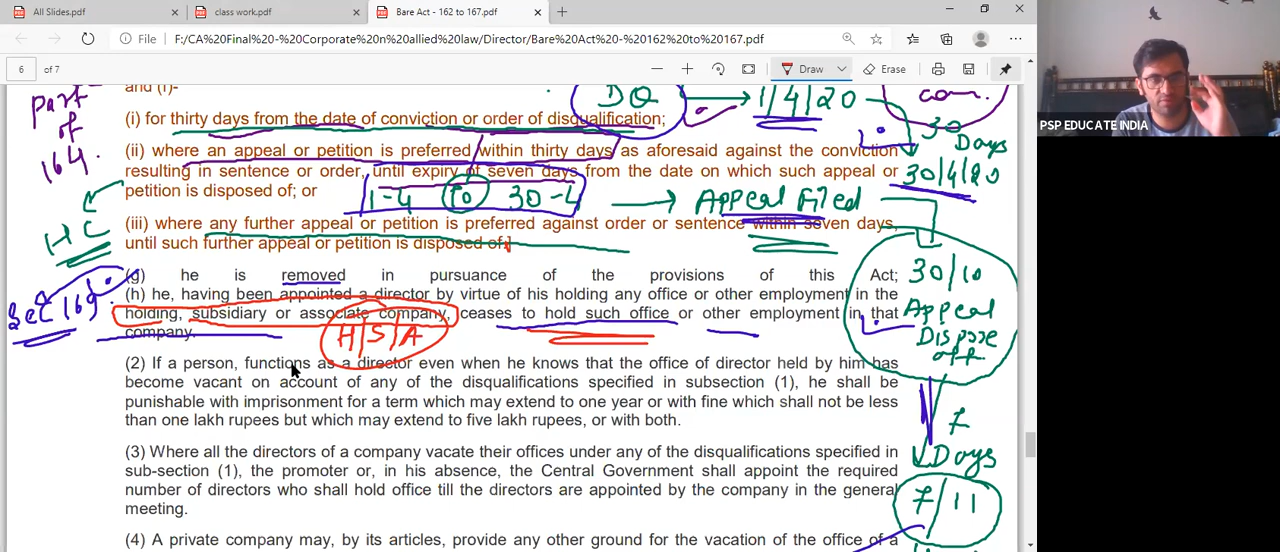 All Slides.pdf
class work.pdf
Bare Act - 162 to 167.pdf
File
F:/CA%20Final%20-%20Corporate%20n%20allied%20law/Director/Bare%20Act%20-%20162%20to%20167.pdf
6 of 7
Draw
Erase
PSP EDUCATE INDIA
and (f)-
(i) for thirty days from the date of conviction or order of disqualification;
(ii) where an appeal or petition is preferred within thirty days as aforesaid against the conviction
resulting in sentence or order, until expiry of seven days from the date on which such appeal or
petition is disposed of; or
(iii) where any further appeal or petition is preferred against order or sentence within seven days,
until such further appeal or petition is disposed of.]
(g) he is removed in pursuance of the provisions of this Act;
(h) he, having been appointed a director by virtue of his holding any office or other employment in the
holding, subsidiary or associate company, ceases to hold such office or other employment in that
company.
(2) If a person, functions as a director even when he knows that the office of director held by him has
become vacant on account of any of the disqualifications specified in subsection (1), he shall be
punishable with imprisonment for a term which may extend to one year or with fine which shall not be less
than one lakh rupees but which may extend to five lakh rupees, or with both.
(3) Where all the directors of a company vacate their offices under any of the disqualifications specified in
sub-section (1), the promoter or, in his absence, the Central Government shall appoint the required
number of directors who shall hold office till the directors are appointed by the company in the general
meeting.
(4) A private company may, by its articles, provide any other ground for the vacation of the office of a
part
of
164
DQ
1/4/20
con.
30
Days
30/4/20
1-4 to 30-4
Appeal Filed
HC
Sec 169
H/S/A
30/10
Appeal
Dispose
off
7
Days
7/11